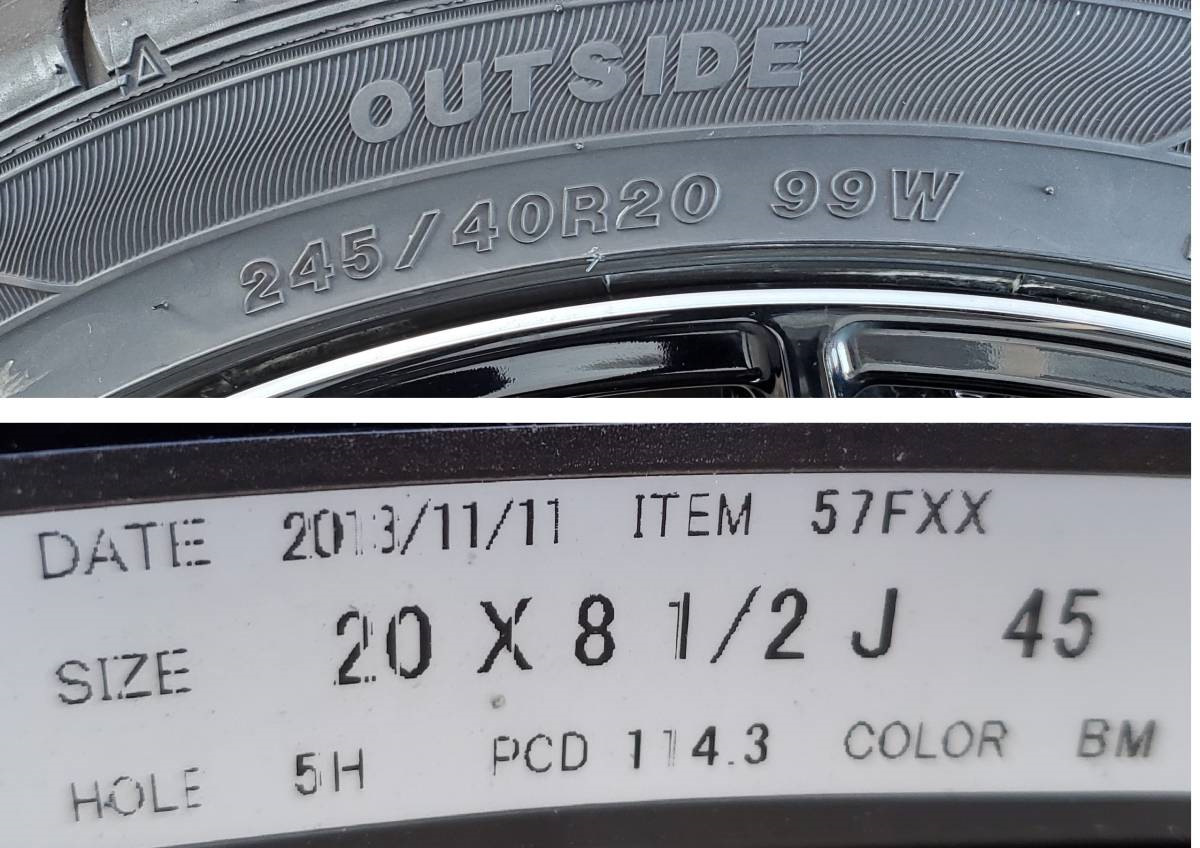 OUTSIDE
245/40R20 99W
DATE 2013/11/11 ITEM 57FXX
SIZE 20 X 8 1/2 J 45
HOLE 5H PCD 114.3 COLOR BM